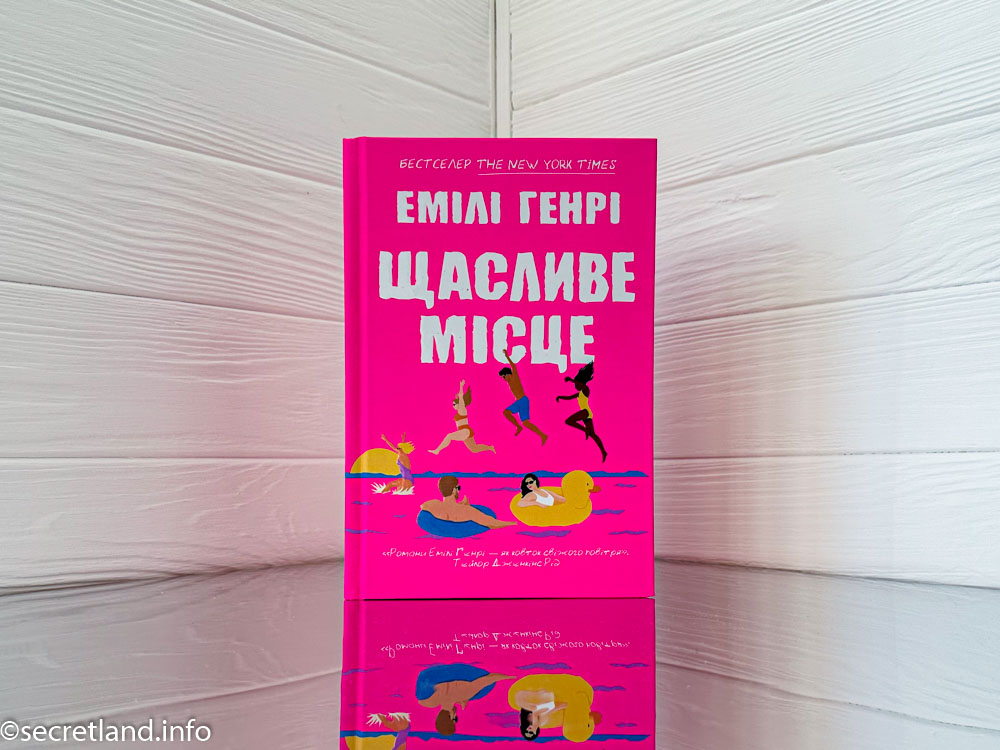 БЕСТСЕЛЕР THE NEW YORK TIMES
ЕМІЛІ ГЕНРІ
ЩАСЛИВЕ
МІСЦЕ
«Романи Емілі Генрі — як ковток свіжого повітря».
Тейлор Дженкінс Рід
©secretland.info